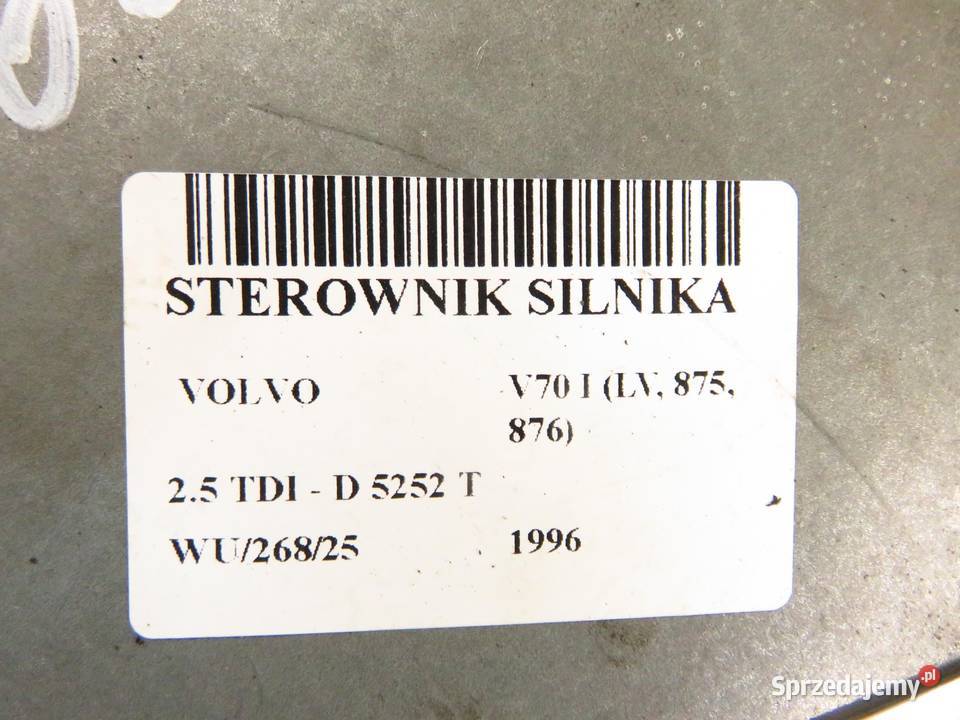 STEROWNIK SILNIKA
VOLVO
V70 I (LV, 875,
876)
2.5 TDI - D 5252 T
WU/268/25
1996
Sprzedajemy.pl